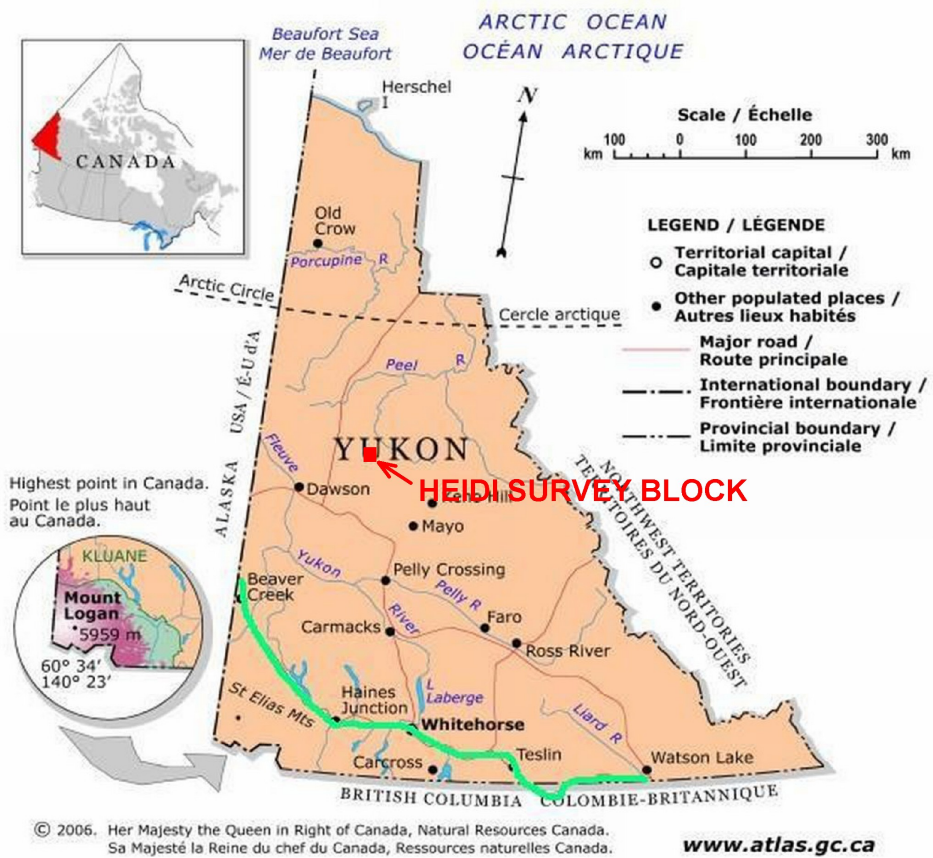 Beaufort Sea
Mer de Beaufort
ARCTIC OCEAN
OCÉAN ARCTIQUE
Herschel
I
N
Scale / Échelle
100 0 100 200 300
km km
CANADA
Old
Crow
Porcupine R
LEGEND / LÉGENDE
Territorial capital /
Capitale territoriale
Other populated places /
Autres lieux habités
Major road /
Route principale
International boundary /
Frontière internationale
Provincial boundary /
Limite provinciale
Arctic Circle
Cercle arctique
ALASKA USA / É-U d'A
Peel R
YUKON
Fleuve
Dawson
HEIDI SURVEY BLOCK
Keno Hill
Mayo
NORTHWEST TERRITORIES
TERRITOIRES DU NORD-OUEST
Highest point in Canada.
Point le plus haut
au Canada.
KLUANE
Mount
Logan
5959 m
60° 34′
140° 23′
Beaver
Creek
Yukon
River
Pelly Crossing
Pelly R
Carmacks
Faro
Ross River
St Elias Mts
Haines
Junction
L
Laberge
Whitehorse
Liard R
Carcross
Teslin
Watson Lake
BRITISH COLUMBIA COLOMBIE-BRITANNIQUE
© 2006. Her Majesty the Queen in Right of Canada, Natural Resources Canada.
Sa Majesté la Reine du chef du Canada, Ressources naturelles Canada.
www.atlas.gc.ca